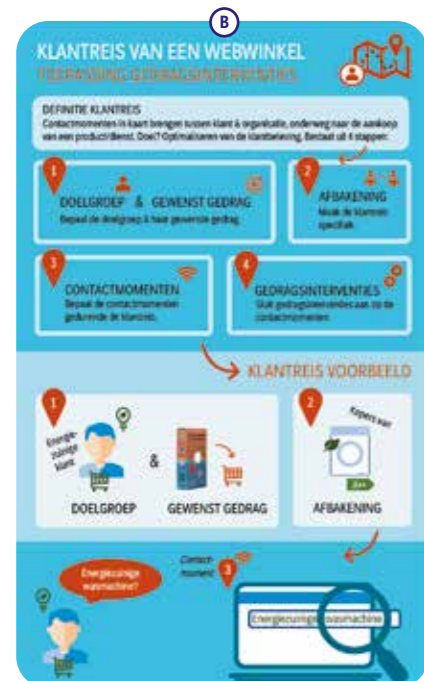 B
KLANTREIS VAN EEN WEBWINKEL
TOEPASSING GEDRAGSINTERVENTIES
DEFINITIE KLANTREIS
Contactmomenten in kaart brengen tussen klant & organisatie, onderweg naar de aankoop
van een product/dienst. Doel? Optimaliseren van de klantbeleving. Bestaat uit 4 stappen:
1
DOELGROEP & GEWENST GEDRAG
Bepaal de doelgroep & haar gewenste gedrag.
2
AFBAKENING
Maak de klantreis
specifiek.
3
CONTACTMOMENTEN
Bepaal de contactmomenten
gedurende de klantreis.
4
GEDRAGSINTERVENTIES
Sluit gedragsinterventies aan op de
contactmomenten.
KLANTREIS VOORBEELD
1
Energie-
zuinige
klant
&
DOELGROEP
GEWENST GEDRAG
2
Kopers van
A++
AFBAKENING
Energiezuinige
wasmachine?
Contact-
moment
3
Energiezuinige wasmachine